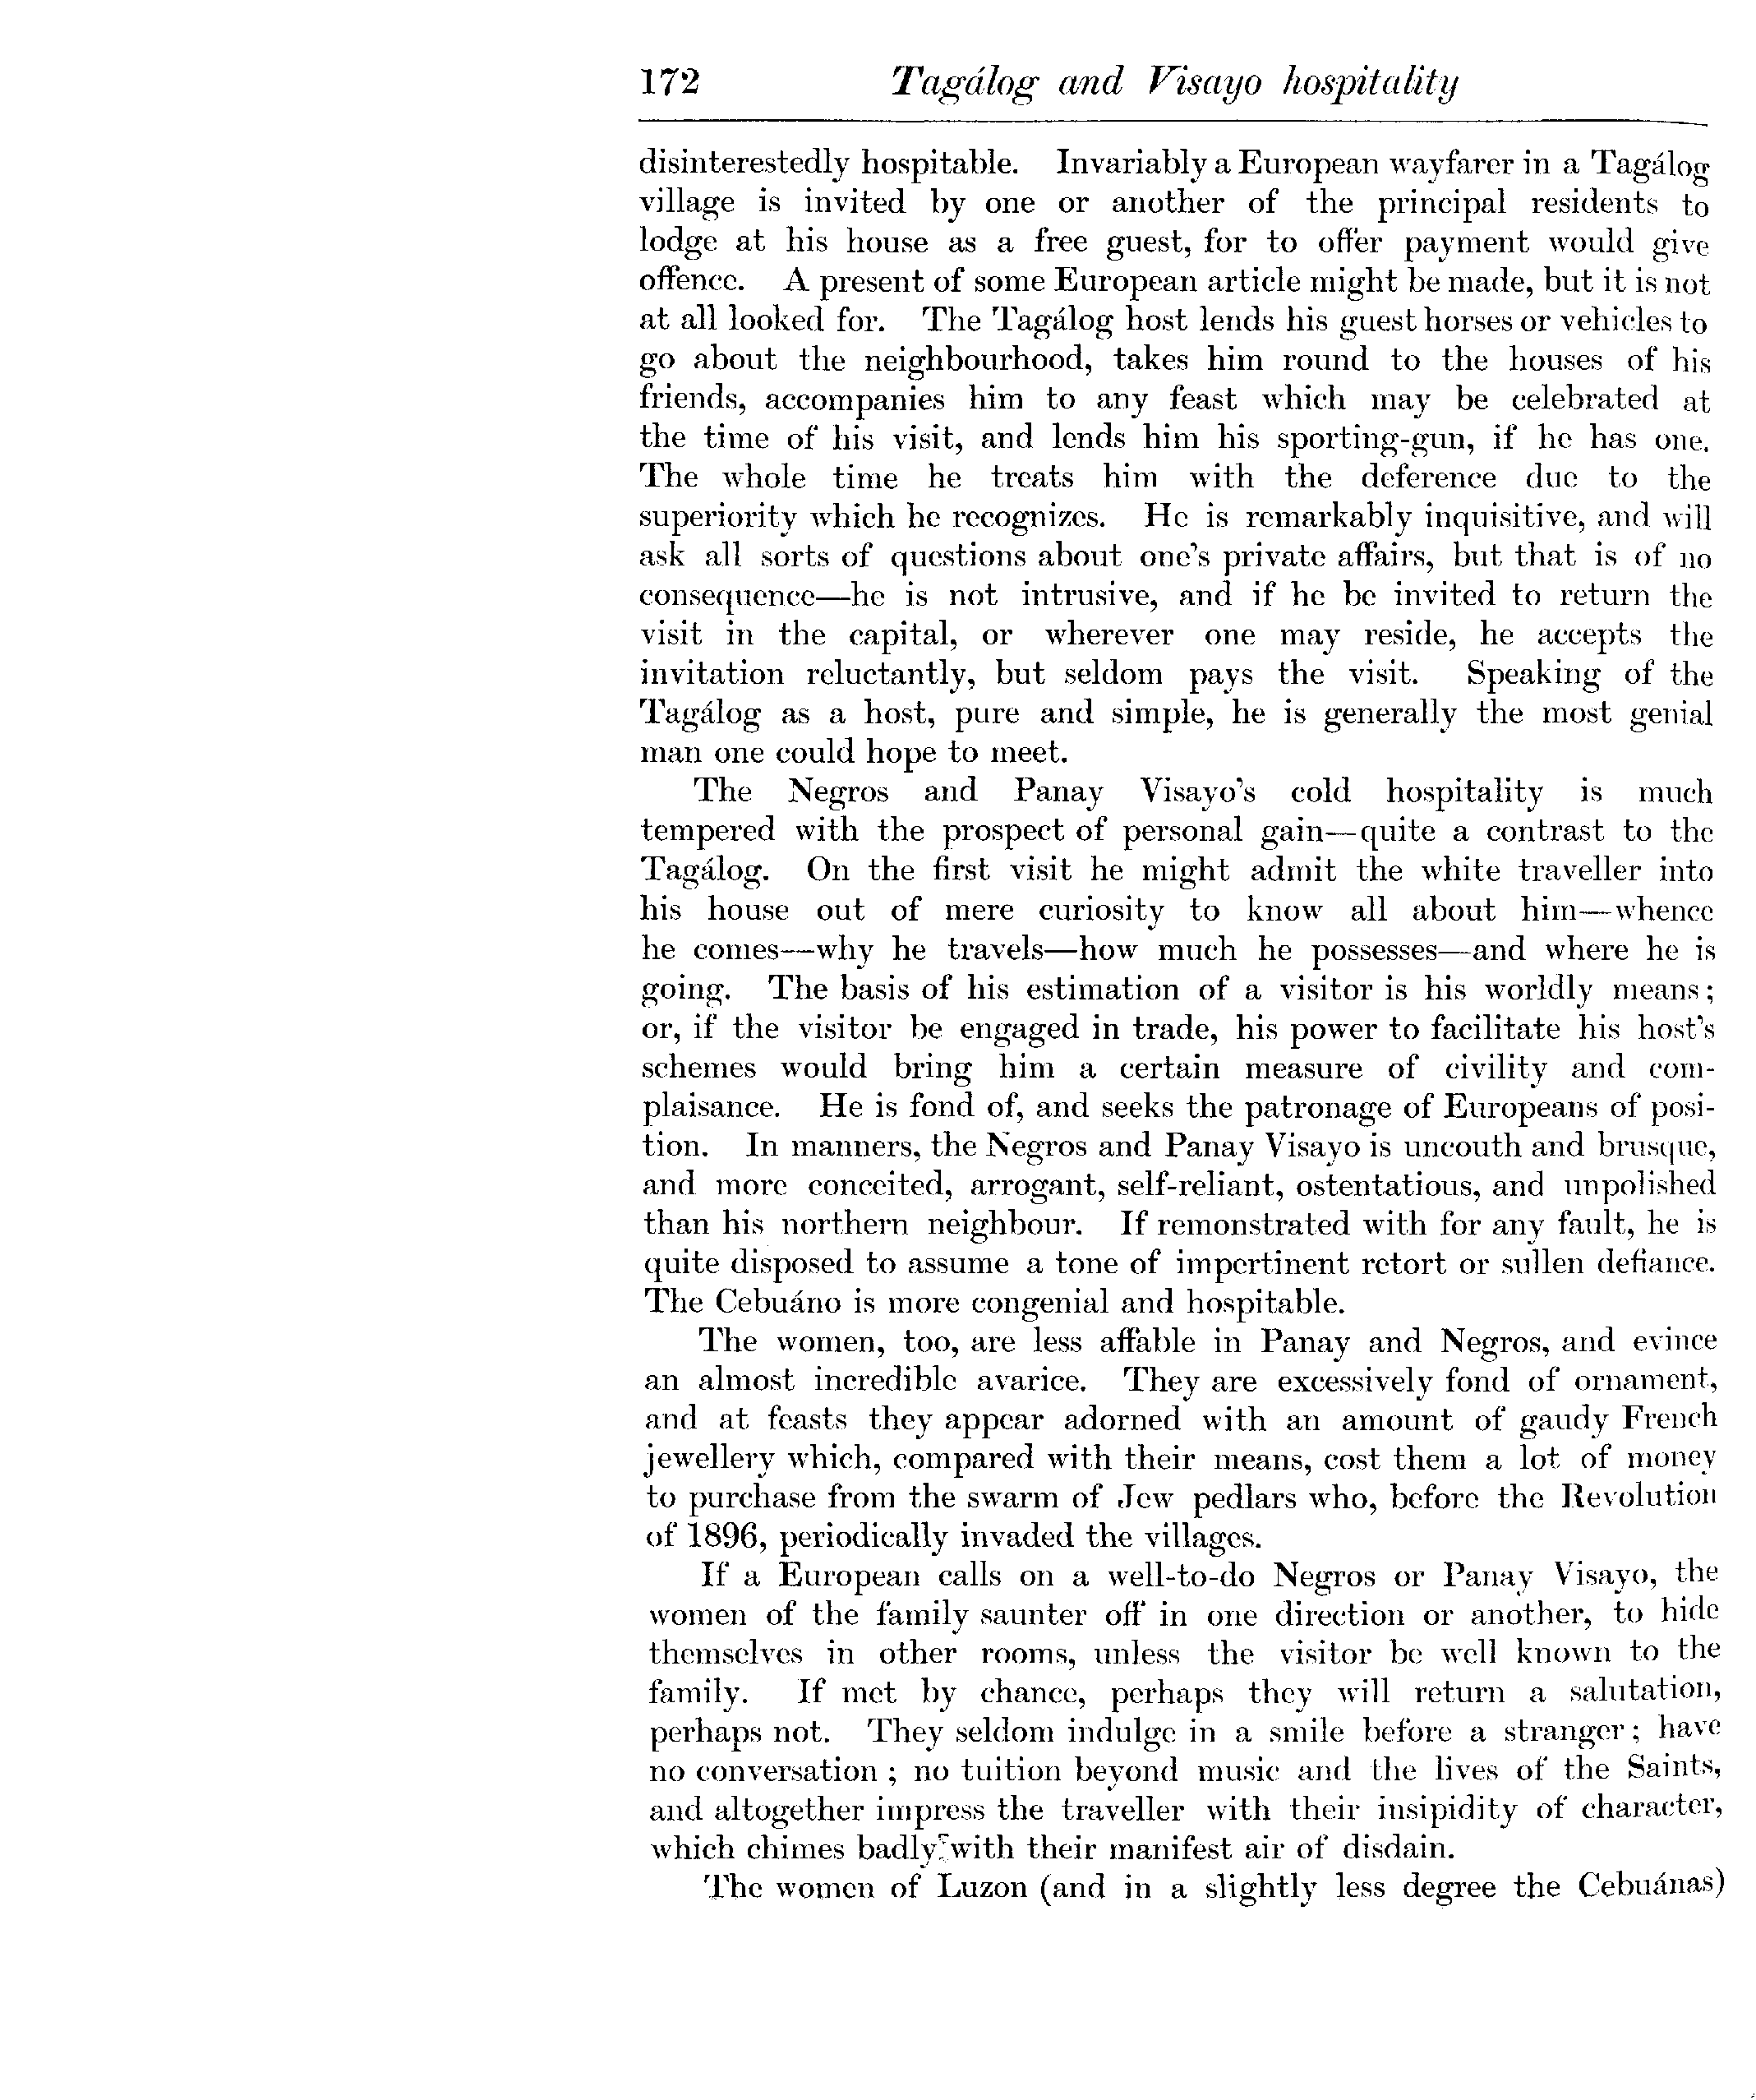 172 Tagálog and Visayo hospitality
disinterestedly hospitable. Invariably a European wayfarer in a Tagálog
village is invited by one or another of the principal residents to
lodge at his house as a free guest, for to offer payment would give
offence. A present of some European article might be made, but it is not
at all looked for. The Tagálog host lends his guest horses or vehicles to
go about the neighbourhood, takes him round to the houses of his
friends, accompanies him to any feast which may be celebrated at
the time of his visit, and lends him his sporting-gun, if he has one.
The whole time he treats him with the deference due to the
superiority which he recognizes. He is remarkably inquisitive, and will
ask all sorts of questions about one's private affairs, but that is of no
consequence—he is not intrusive, and if he be invited to return the
visit in the capital, or wherever one may reside, he accepts the
invitation reluctantly, but seldom pays the visit. Speaking of the
Tagálog as a host, pure and simple, he is generally the most genial
man one could hope to meet.
The Negros and Panay Visayo's cold hospitality is much
tempered with the prospect of personal gain—quite a contrast to the
Tagálog. On the first visit he might admit the white traveller into
his house out of mere curiosity to know all about him—whence
he comes—why he travels—how much he possesses—and where he is
going. The basis of his estimation of a visitor is his worldly means;
or, if the visitor be engaged in trade, his power to facilitate his host's
schemes would bring him a certain measure of civility and com-
plaisance. He is fond of, and seeks the patronage of Europeans of posi-
tion. In manners, the Negros and Panay Visayo is uncouth and brusque,
and more conceited, arrogant, self-reliant, ostentatious, and unpolished
than his northern neighbour. If remonstrated with for any fault, he is
quite disposed to assume a tone of impertinent retort or sullen defiance.
The Cebuáno is more congenial and hospitable.
The women, too, are less affable in Panay and Negros, and evince
an almost incredible avarice. They are excessively fond of ornament,
and at feasts they appear adorned with an amount of gaudy French
jewellery which, compared with their means, cost them a lot of money
to purchase from the swarm of Jew pedlars who, before the Revolution
of 1896, periodically invaded the villages.
If a European calls on a well-to-do Negros or Panay Visayo, the
women of the family saunter off in one direction or another, to hide
themselves in other rooms, unless the visitor be well known to the
family. If met by chance, perhaps they will return a salutation,
perhaps not. They seldom indulge in a smile before a stranger; have
no conversation; no tuition beyond music and the lives of the Saints,
and altogether impress the traveller with their insipidity of character,
which chimes badly with their manifest air of disdain.
The women of Luzon (and in a slightly less degree the Cebuánas)